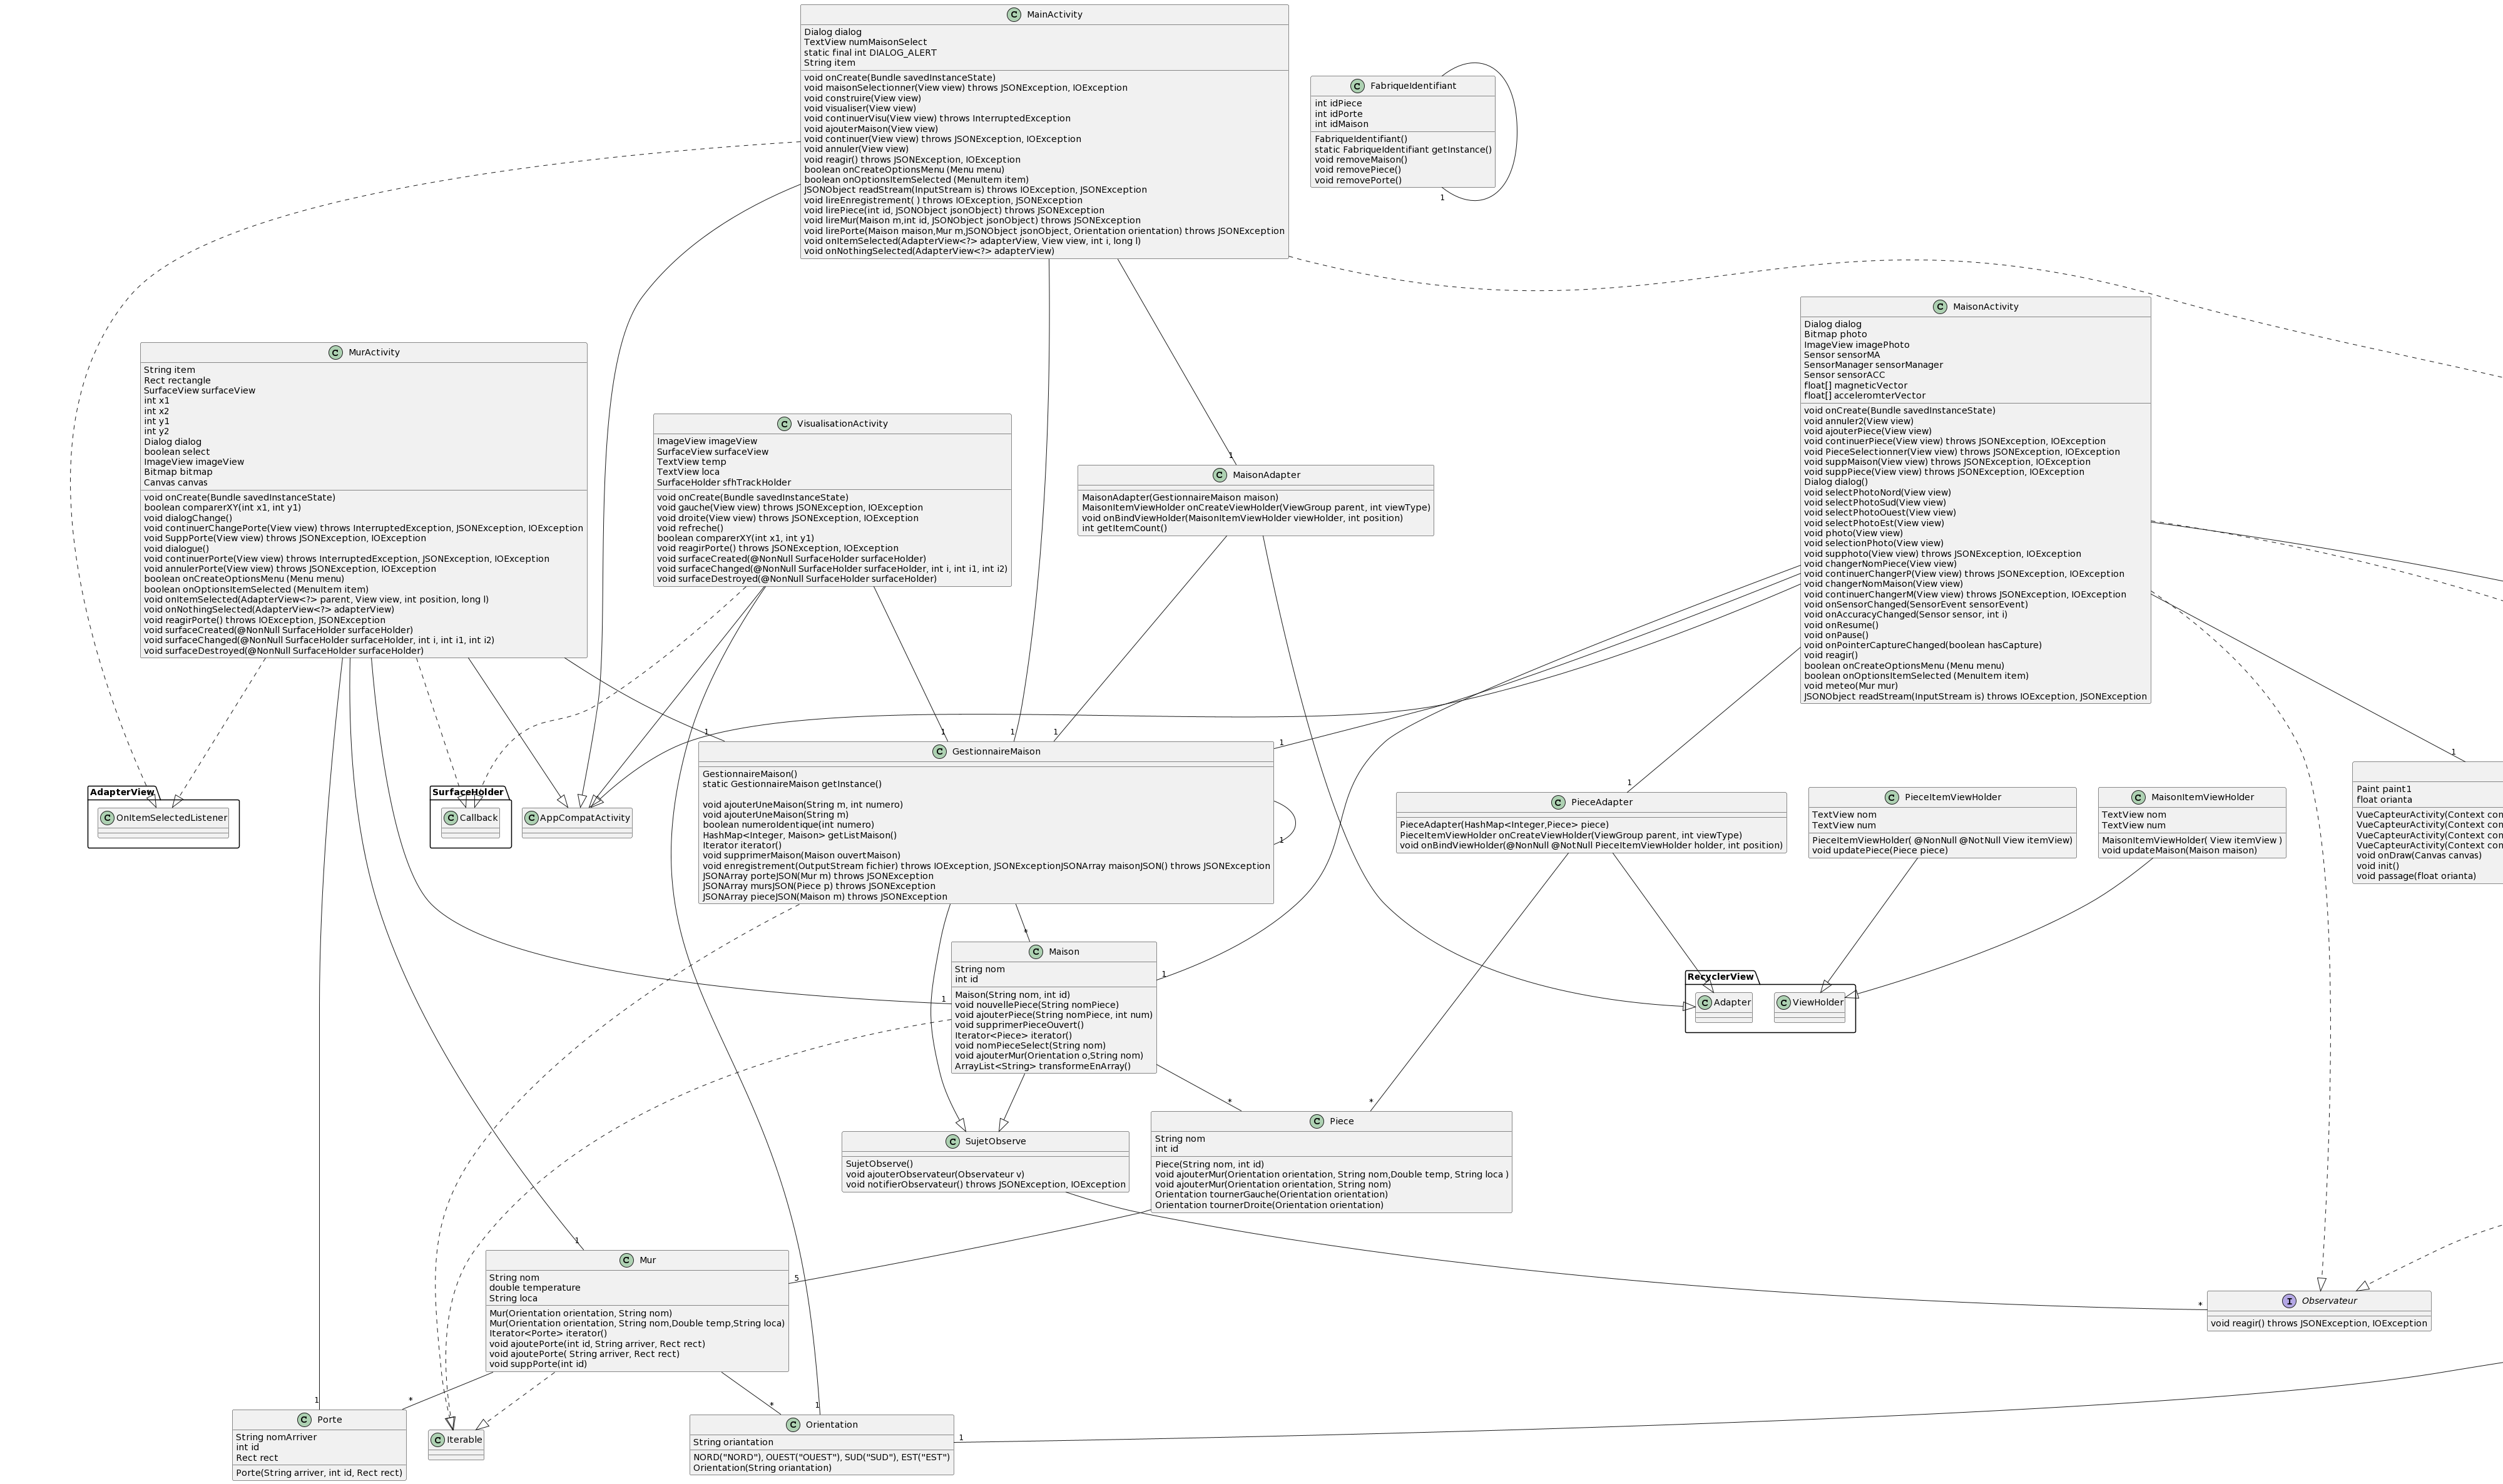 MainActivity
Dialog dialog
TextView numMaisonSelect
static final int DIALOG_ALERT
String item
void onCreate(Bundle savedInstanceState)
void maisonSelectionner(View view) throws JSONException, IOException
void construire(View view)
void visualiser(View view)
void continuerVisu(View view) throws InterruptedException
void ajouterMaison(View view)
void continuer(View view) throws JSONException, IOException
void annuler(View view)
void reagir() throws JSONException, IOException
boolean onCreateOptionsMenu (Menu menu)
boolean onOptionsItemSelected (MenuItem item)
JSONObject readStream(InputStream is) throws IOException, JSONException
void lireEnregistrement( ) throws IOException, JSONException
void lirePiece(int id, JSONObject jsonObject) throws JSONException
void lireMur(Maison m,int id, JSONObject jsonObject) throws JSONException
void lirePorte(Maison maison,Mur m,JSONObject jsonObject, Orientation orientation) throws JSONException
void onItemSelected(AdapterView<?> adapterView, View view, int i, long l)
void onNothingSelected(AdapterView<?> adapterView)
FabriqueIdentifiant
int idPiece
int idPorte
int idMaison
FabriqueIdentifiant()
static FabriqueIdentifiant getInstance()
void removeMaison()
void removePiece()
void removePorte()
1
MaisonActivity
Dialog dialog
Bitmap photo
ImageView imagePhoto
Sensor sensorMA
SensorManager sensorManager
Sensor sensorACC
float[] magneticVector
float[] acceleromterVector
void onCreate(Bundle savedInstanceState)
void annuler2(View view)
void ajouterPiece(View view)
void continuerPiece(View view) throws JSONException, IOException
void PieceSelectionner(View view) throws JSONException, IOException
void suppMaison(View view) throws JSONException, IOException
void suppPiece(View view) throws JSONException, IOException
Dialog dialog()
void selectPhotoNord(View view)
void selectPhotoSud(View view)
void selectPhotoOuest(View view)
void selectPhotoEst(View view)
void photo(View view)
void selectionPhoto(View view)
void supphoto(View view) throws JSONException, IOException
void changerNomPiece(View view)
void continuerChangerP(View view) throws JSONException, IOException
void changerNomMaison(View view)
void continuerChangerM(View view) throws JSONException, IOException
void onSensorChanged(SensorEvent sensorEvent)
void onAccuracyChanged(Sensor sensor, int i)
void onResume()
void onPause()
void onPointerCaptureChanged(boolean hasCapture)
void reagir()
boolean onCreateOptionsMenu (Menu menu)
boolean onOptionsItemSelected (MenuItem item)
void meteo(Mur mur)
JSONObject readStream(InputStream is) throws IOException, JSONException
MurActivity
String item
Rect rectangle
SurfaceView surfaceView
int x1
int x2
int y1
int y2
Dialog dialog
boolean select
ImageView imageView
Bitmap bitmap
Canvas canvas
void onCreate(Bundle savedInstanceState)
boolean comparerXY(int x1, int y1)
void dialogChange()
void continuerChangePorte(View view) throws InterruptedException, JSONException, IOException
void SuppPorte(View view) throws JSONException, IOException
void dialogue()
void continuerPorte(View view) throws InterruptedException, JSONException, IOException
void annulerPorte(View view) throws JSONException, IOException
boolean onCreateOptionsMenu (Menu menu)
boolean onOptionsItemSelected (MenuItem item)
void onItemSelected(AdapterView<?> parent, View view, int position, long l)
void onNothingSelected(AdapterView<?> adapterView)
void reagirPorte() throws IOException, JSONException
void surfaceCreated(@NonNull SurfaceHolder surfaceHolder)
void surfaceChanged(@NonNull SurfaceHolder surfaceHolder, int i, int i1, int i2)
void surfaceDestroyed(@NonNull SurfaceHolder surfaceHolder)
VisualisationActivity
ImageView imageView
SurfaceView surfaceView
TextView temp
TextView loca
SurfaceHolder sfhTrackHolder
void onCreate(Bundle savedInstanceState)
void gauche(View view) throws JSONException, IOException
void droite(View view) throws JSONException, IOException
void refreche()
boolean comparerXY(int x1, int y1)
void reagirPorte() throws JSONException, IOException
void surfaceCreated(@NonNull SurfaceHolder surfaceHolder)
void surfaceChanged(@NonNull SurfaceHolder surfaceHolder, int i, int i1, int i2)
void surfaceDestroyed(@NonNull SurfaceHolder surfaceHolder)
1
MaisonAdapter
MaisonAdapter(GestionnaireMaison maison)
MaisonItemViewHolder onCreateViewHolder(ViewGroup parent, int viewType)
void onBindViewHolder(MaisonItemViewHolder viewHolder, int position)
int getItemCount()
1
1
1
1
1
1
1
AdapterView
OnItemSelectedListener
SurfaceHolder
Callback
AppCompatActivity
GestionnaireMaison
GestionnaireMaison()
static GestionnaireMaison getInstance()
void ajouterUneMaison(String m, int numero)
void ajouterUneMaison(String m)
boolean numeroIdentique(int numero)
HashMap<Integer, Maison> getListMaison()
Iterator iterator()
void supprimerMaison(Maison ouvertMaison)
void enregistrement(OutputStream fichier) throws IOException, JSONExceptionJSONArray maisonJSON() throws JSONException
JSONArray porteJSON(Mur m) throws JSONException
JSONArray mursJSON(Piece p) throws JSONException
JSONArray pieceJSON(Maison m) throws JSONException
1
PieceAdapter
PieceAdapter(HashMap<Integer,Piece> piece)
PieceItemViewHolder onCreateViewHolder(ViewGroup parent, int viewType)
void onBindViewHolder(@NonNull @NotNull PieceItemViewHolder holder, int position)
PieceItemViewHolder
TextView nom
TextView num
PieceItemViewHolder( @NonNull @NotNull View itemView)
void updatePiece(Piece piece)
MaisonItemViewHolder
TextView nom
TextView num
MaisonItemViewHolder( View itemView )
void updateMaison(Maison maison)
Paint paint1
float orianta
VueCapteurActivity(Context con
VueCapteurActivity(Context con
VueCapteurActivity(Context con
VueCapteurActivity(Context con
void onDraw(Canvas canvas)
void init()
void passage(float orianta)
*
1
1
Maison
String nom
int id
Maison(String nom, int id)
void nouvellePiece(String nomPiece)
void ajouterPiece(String nomPiece, int num)
void supprimerPieceOuvert()
Iterator<Piece> iterator()
void nomPieceSelect(String nom)
void ajouterMur(Orientation o,String nom)
ArrayList<String> transformeEnArray()
RecyclerView
Adapter
ViewHolder
*
*
SujetObserve
SujetObserve()
void ajouterObservateur(Observateur v)
void notifierObservateur() throws JSONException, IOException
Piece
String nom
int id
Piece(String nom, int id)
void ajouterMur(Orientation orientation, String nom,Double temp, String loca )
void ajouterMur(Orientation orientation, String nom)
Orientation tournerGauche(Orientation orientation)
Orientation tournerDroite(Orientation orientation)
1
5
Mur
String nom
double temperature
String loca
Mur(Orientation orientation, String nom)
Mur(Orientation orientation, String nom,Double temp,String loca)
Iterator<Porte> iterator()
void ajoutePorte(int id, String arriver, Rect rect)
void ajoutePorte( String arriver, Rect rect)
void suppPorte(int id)
*
Observateur
void reagir() throws JSONException, IOException
1
*
*
1
Porte
String nomArriver
int id
Rect rect
Porte(String arriver, int id, Rect rect)
Iterable
Orientation
String oriantation
NORD("NORD"), OUEST("OUEST"), SUD("SUD"), EST("EST")
Orientation(String oriantation)
1